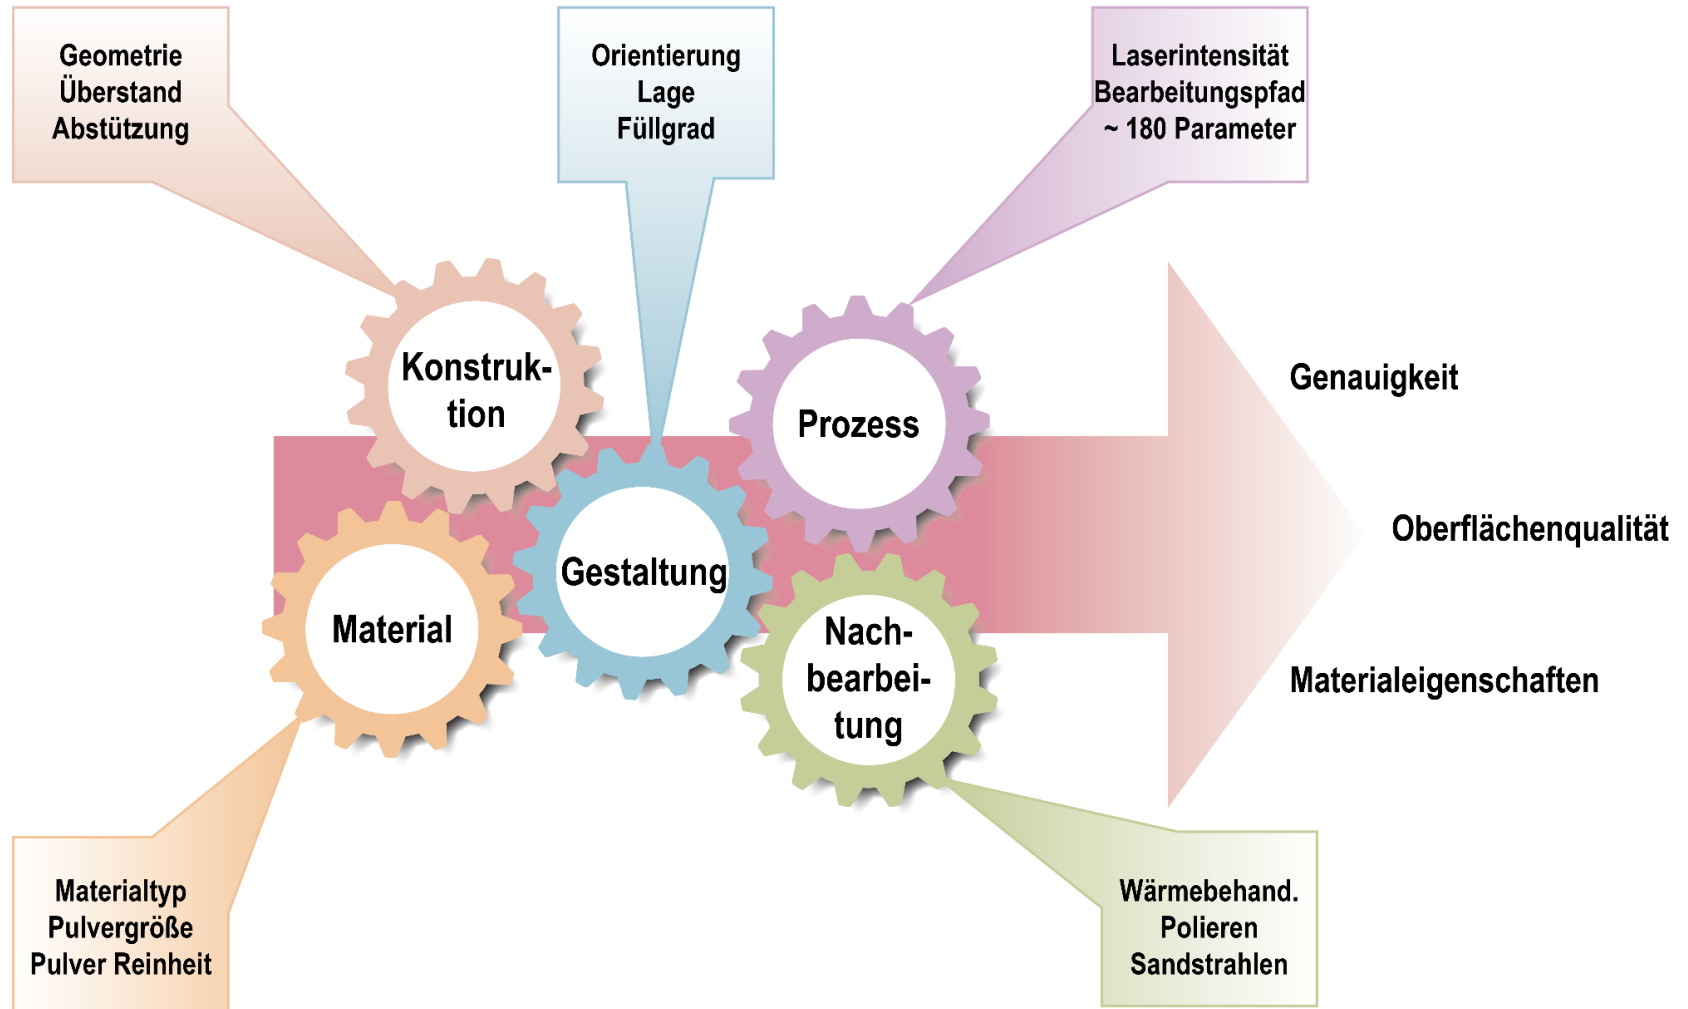 Geometrie
Überstand
Abstützung
Orientierung
Lage
Füllgrad
Laserintensität
Bearbeitungspfad
~ 180 Parameter
Konstruk-
tion
Prozess
Gestaltung
Material
Nach-
bearbei-
tung
Genauigkeit
Oberflächenqualität
Materialeigenschaften
Materialtyp
Pulvergröße
Pulver Reinheit
Wärmebehand.
Polieren
Sandstrahlen